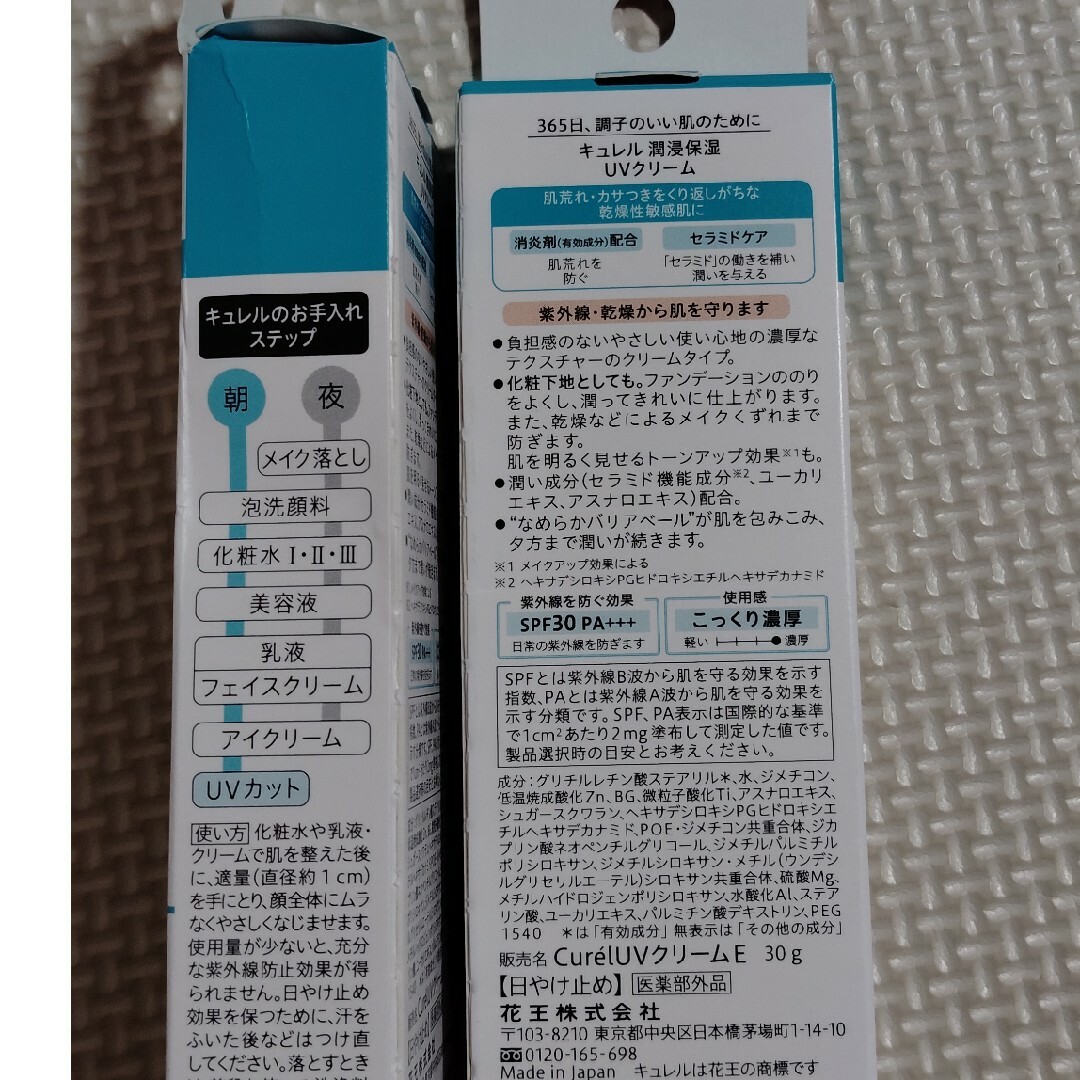 キュレルのお手入れ
ステップ
朝
夜
メイク落とし
泡洗顔料
化粧水 I・II・III
美容液
乳液
フェイスクリーム
アイクリーム
UVカット
使い方 化粧水や乳液・
クリームで肌を整えた後
に、適量(直径約1cm)
を手にとり、顔全体にムラ
なくやさしくなじませます。
使用量が少ないと、充分
な紫外線防止効果が得
られません。日やけ止め
効果を保つために、汗を
ふいた後などはつけ直
してください。落とすとき
365日、調子のいい肌のために
キュレル 潤浸保湿
UVクリーム
肌荒れ・カサつきをくり返しがちな
乾燥性敏感肌に
消炎剤(有効成分)配合
肌荒れを
防ぐ
セラミドケア
「セラミド」の働きを補い
潤いを与える
紫外線・乾燥から肌を守ります
●負担感のないやさしい使い心地の濃厚な
テクスチャーのクリームタイプ。
●化粧下地としても。ファンデーションののり
をよくし、潤ってきれいに仕上がります。
また、乾燥などによるメイクくずれまで
防ぎます。
肌を明るく見せるトーンアップ効果※1も。
●潤い成分(セラミド機能成分※2、ユーカリ
エキス、アスナロエキス)配合。
●“なめらかバリアベール”が肌を包みこみ、
夕方まで潤いが続きます。
※1 メイクアップ効果による
※2 ヘキサデシロキシPGヒドロキシエチルヘキサデカナミド
紫外線を防ぐ効果
SPF30 PA+++
日常の紫外線を防ぎます
使用感
こっくり濃厚
軽い 濃厚
SPFとは紫外線B波から肌を守る効果を示す
指数、PAとは紫外線A波から肌を守る効果を
示す分類です。SPF、PA表示は国際的な基準
で1cm²あたり2mg塗布して測定した値です。
製品選択時の目安とお考えください。
成分:グリチルレチン酸ステアリル*、水、ジメチコン、
低温焼成酸化Zn、BG、微粒子酸化Ti、アスナロエキス、
シュガースクワラン、ヘキサデシロキシPGヒドロキシエ
チルヘキサデカナミド、POE・ジメチコン共重合体、ジカ
プリン酸ネオペンチルグリコール、ジメチルパルミチル
ポリシロキサン、ジメチルシロキサン・メチル(ウンデシ
ルグリセリルエーテル)シロキサン共重合体、硫酸Mg、
メチルハイドロジェンポリシロキサン、水酸化Al、ステア
リン酸、ユーカリエキス、パルミチン酸デキストリン、PEG
1540 *は「有効成分」無表示は「その他の成分」
販売名 CurélUVクリームE 30g
【日やけ止め】 医薬部外品
花王株式会社
〒103-8210 東京都中央区日本橋茅場町1-14-10
0120-165-698
Made in Japan キュレルは花王の商標です